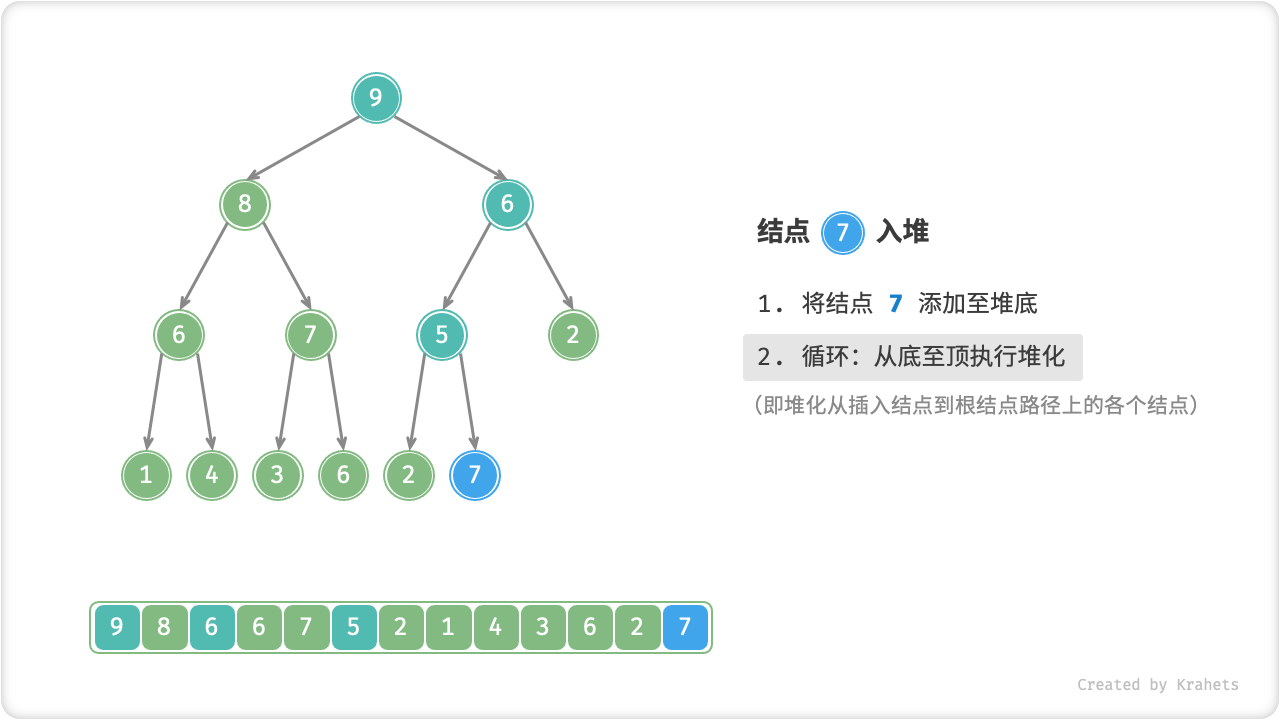 9
8 6
6 7 5 2
1 4 3 6 2 7
结点 7 入堆
1. 将结点 7 添加至堆底
2. 循环：从底至顶执行堆化
（即堆化从插入结点到根结点路径上的各个结点）
9 8 6 6 7 5 2 1 4 3 6 2 7
Created by Krahets